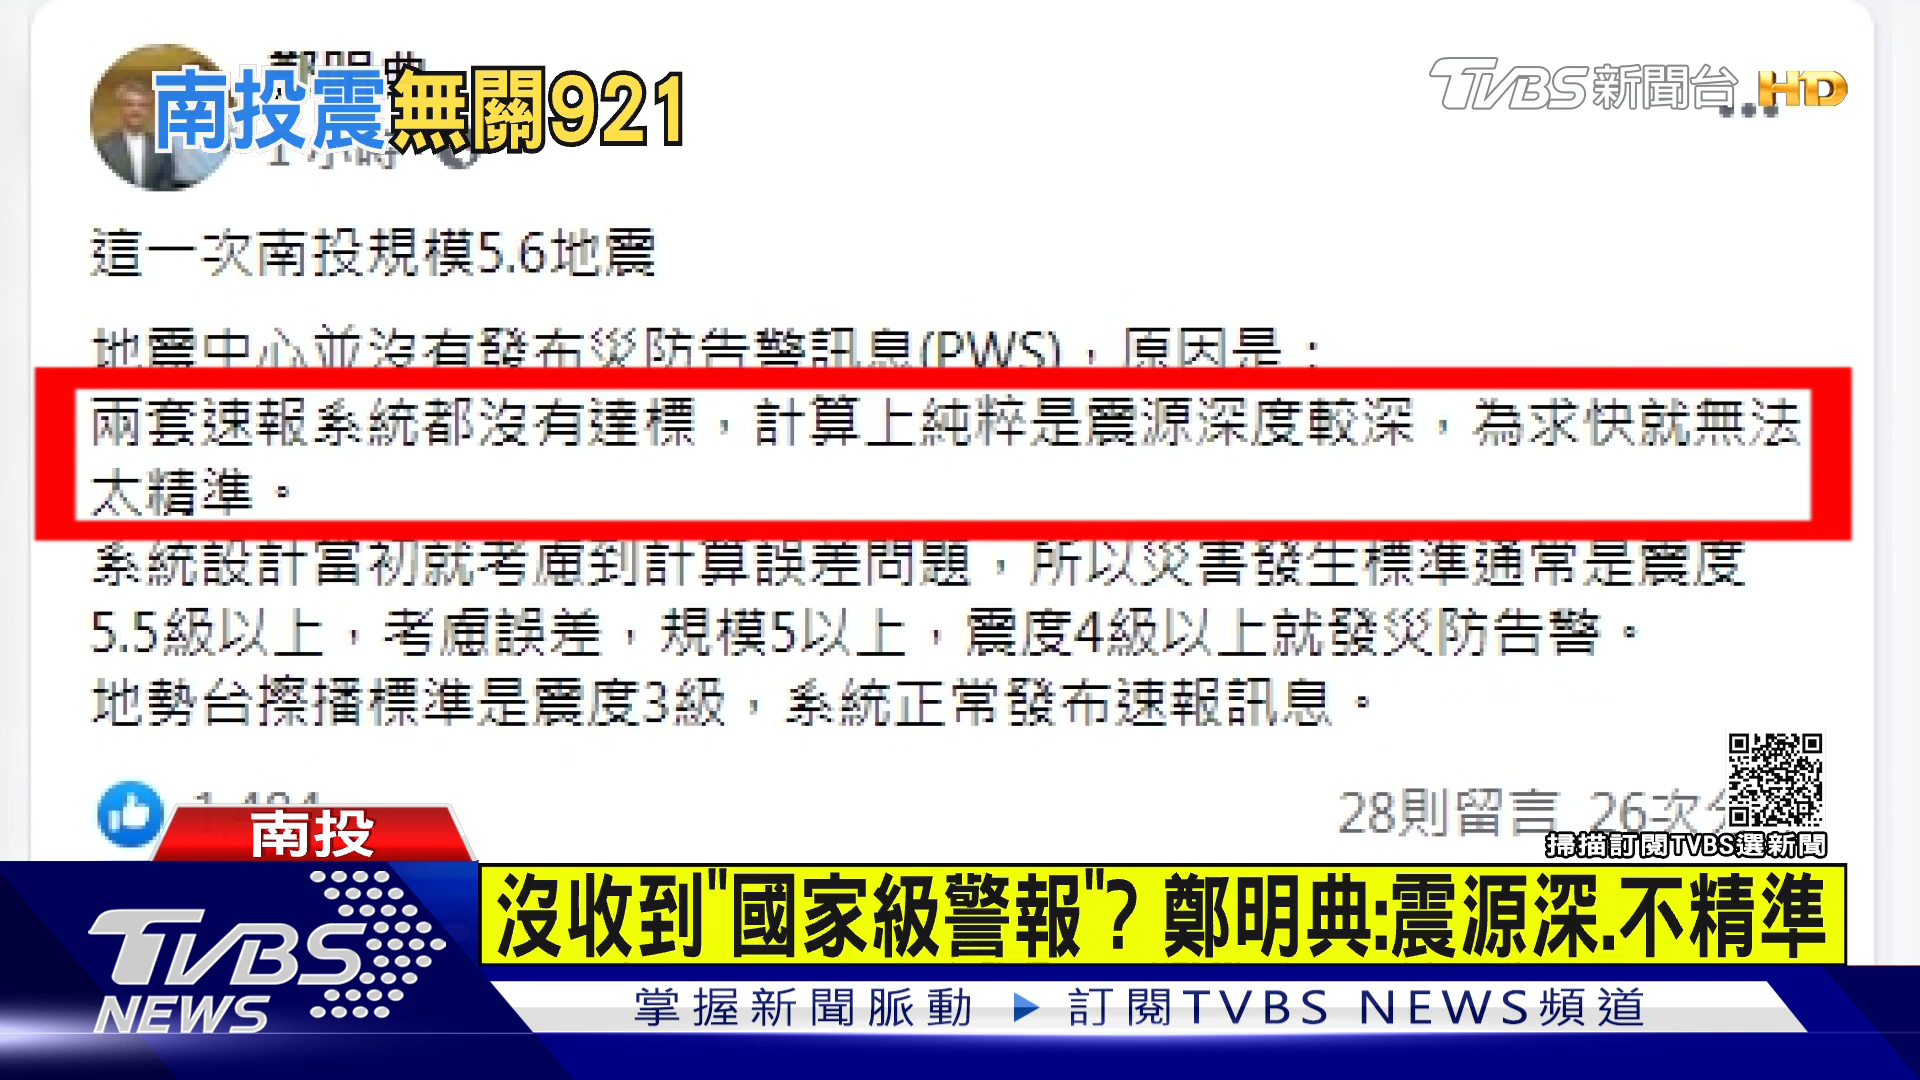 南投震無關921
TVBS新聞台 HD
鄭明典
1小時
這一次南投規模5.6地震
地震中心並沒有發布災防告警訊息(PWS)，原因是：
兩套速報系統都沒有達標，計算上純粹是震源深度較深，為求快就無法
太精準。
系統設計當初就考慮到計算誤差問題，所以災害發生標準通常是震度
5.5級以上，考慮誤差，規模5以上，震度4級以上就發災防告警。
地勢台擦播標準是震度3級，系統正常發布速報訊息。
28則留言 26次
掃描訂閱TVBS選新聞
南投
沒收到"國家級警報"? 鄭明典:震源深.不精準
TVBS NEWS
掌握新聞脈動 ▶ 訂閱TVBS NEWS頻道